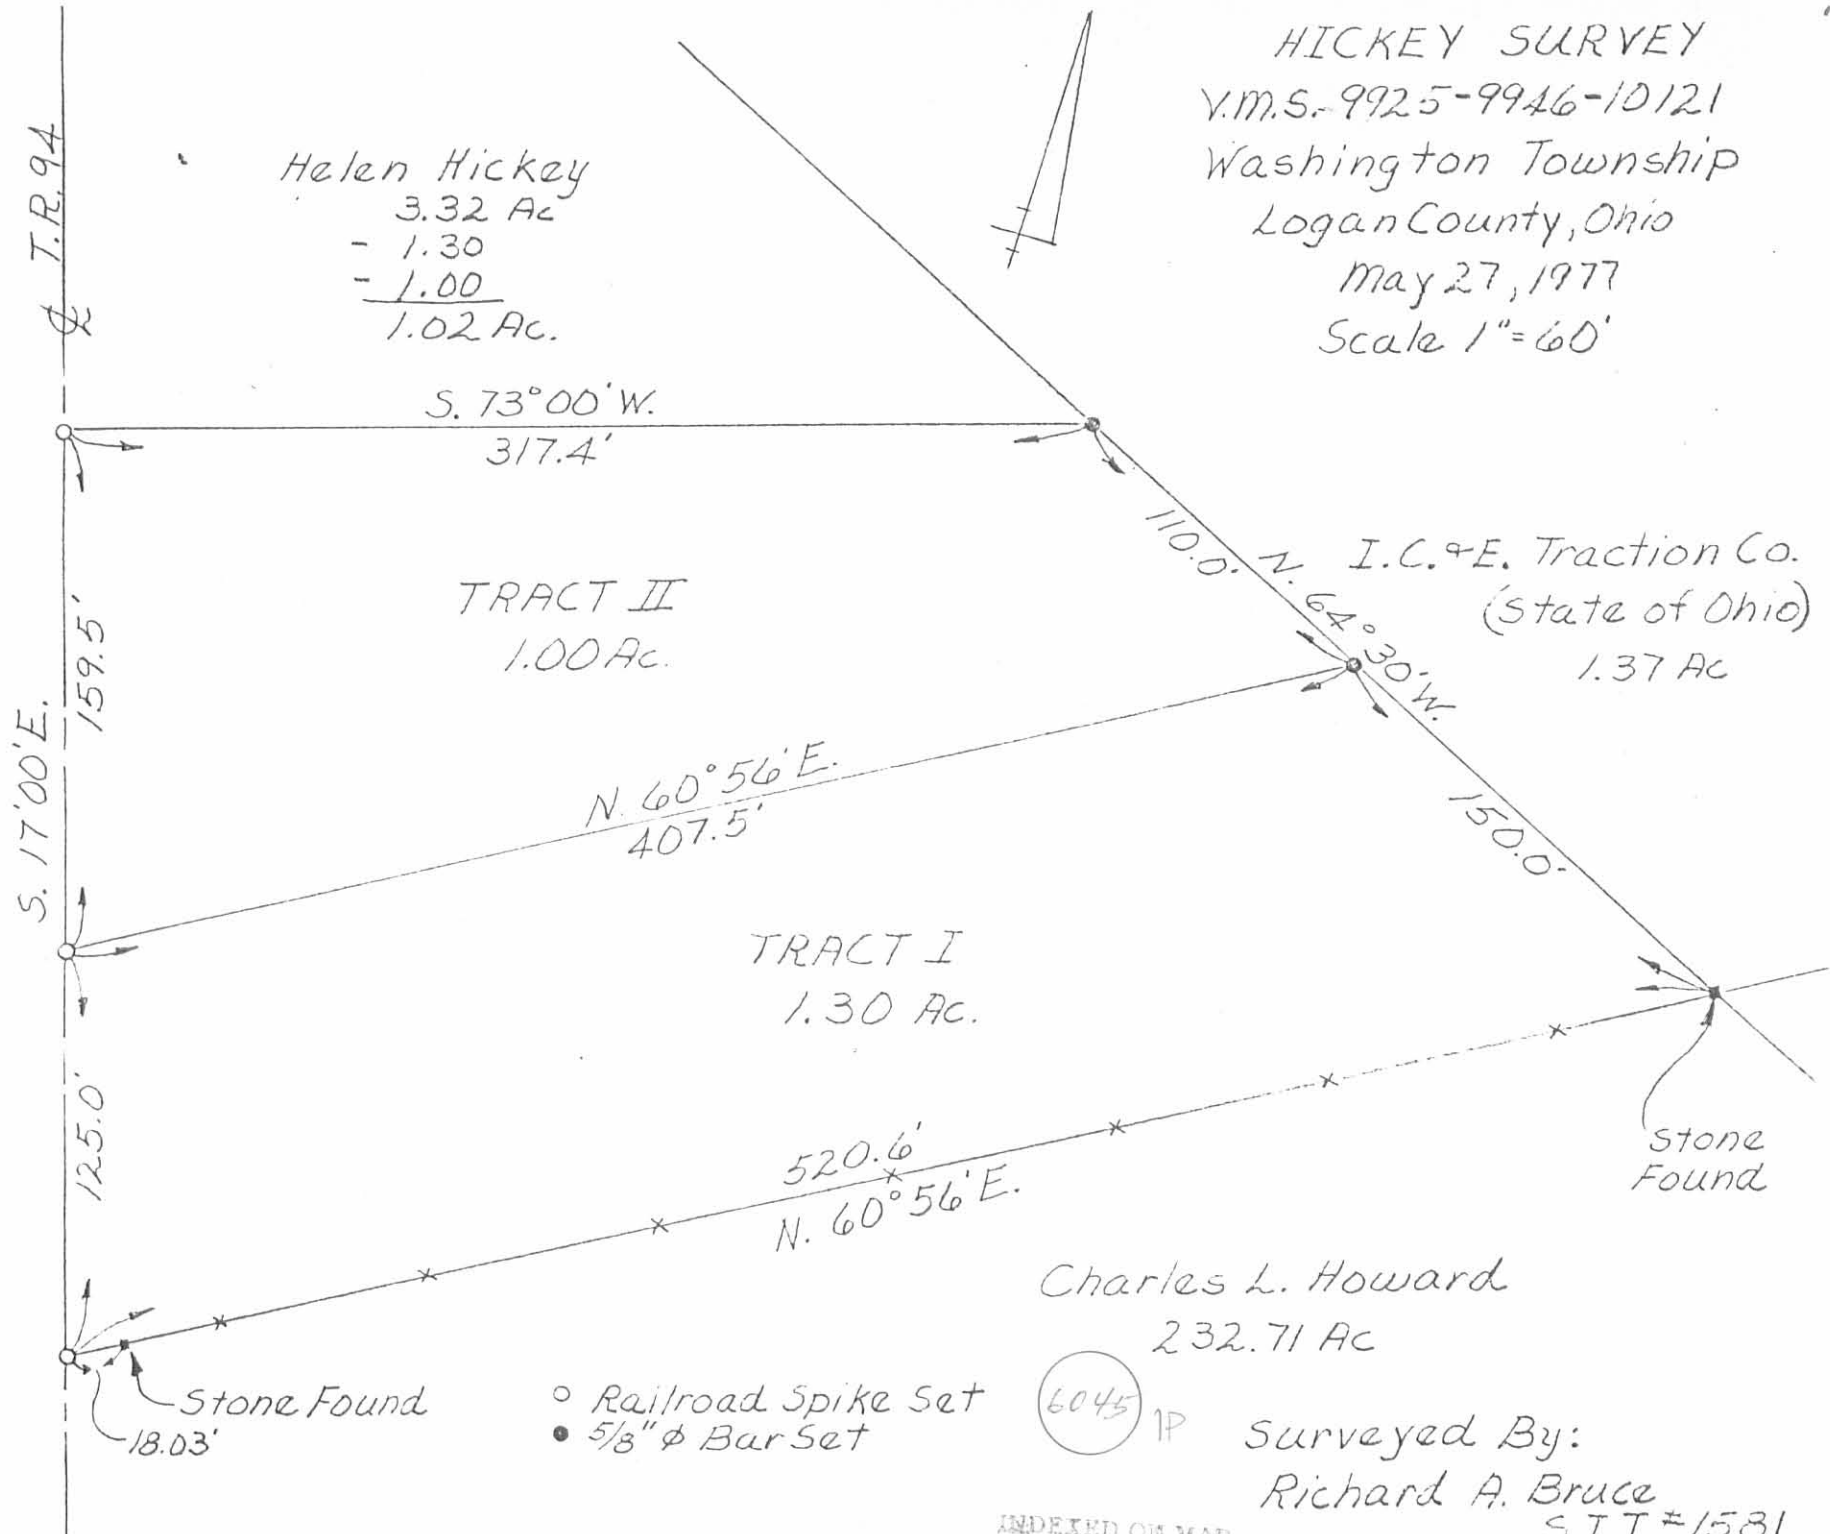 HICKEY SURVEY
V.M.S.-9925-9946-10121
Washington Township
Logan County, Ohio
May 27, 1977
Scale 1"=60'
Helen Hickey
3.32 Ac
- 1.30
- 1.00
1.02 Ac.
℄ T.R. 94
S. 73°00'W.
317.4'
110.0'
N. 64°30'W.
I.C.&E. Traction Co.
(State of Ohio)
1.37 Ac
TRACT II
1.00 Ac.
159.5'
S. 17'00'E.
N. 60°56'E.
407.5'
150.0'
TRACT I
1.30 Ac.
125.0'
520.6'
N. 60°56'E.
Stone
Found
Charles L. Howard
232.71 Ac
Stone Found
18.03'
○ Railroad Spike Set
● 5/8" ϕ Bar Set
6045
1P
Surveyed By:
Richard A. Bruce
#1581
INDEXED ON MAP